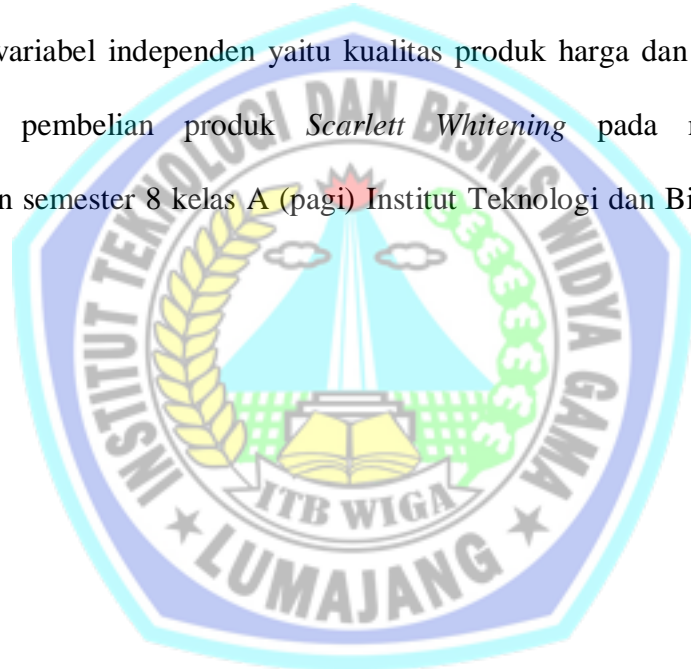 variabel independen yaitu kualitas produk harga dan
pembelian produk Scarlett Whitening pada
semester 8 kelas A (pagi) Institut Teknologi dan
INSTITUT TEKNOLOGI DAN BISNIS WIDYA GAMA
ITB WIGA
LUMAJANG